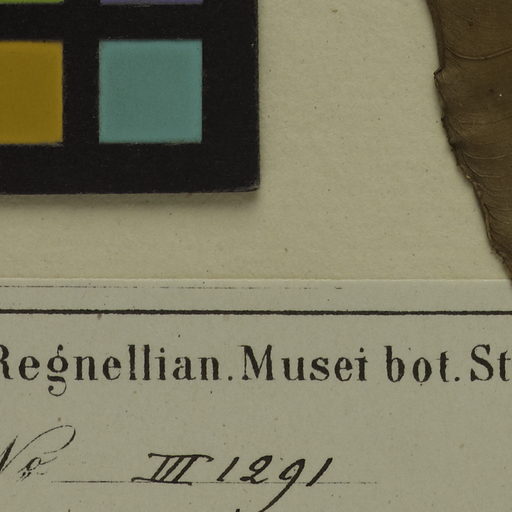 Regnellian. Musei bot. St
No III 1291